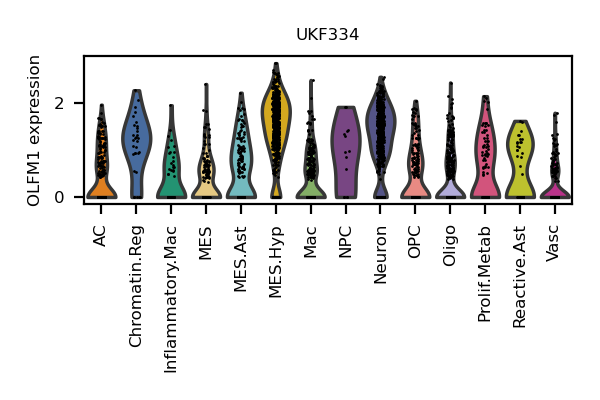 UKF334
OLFM1 expression
2
0
AC
Chromatin.Reg
Inflammatory.Mac
MES
MES.Ast
MES.Hyp
Mac
NPC
Neuron
OPC
Oligo
Prolif.Metab
Reactive.Ast
Vasc